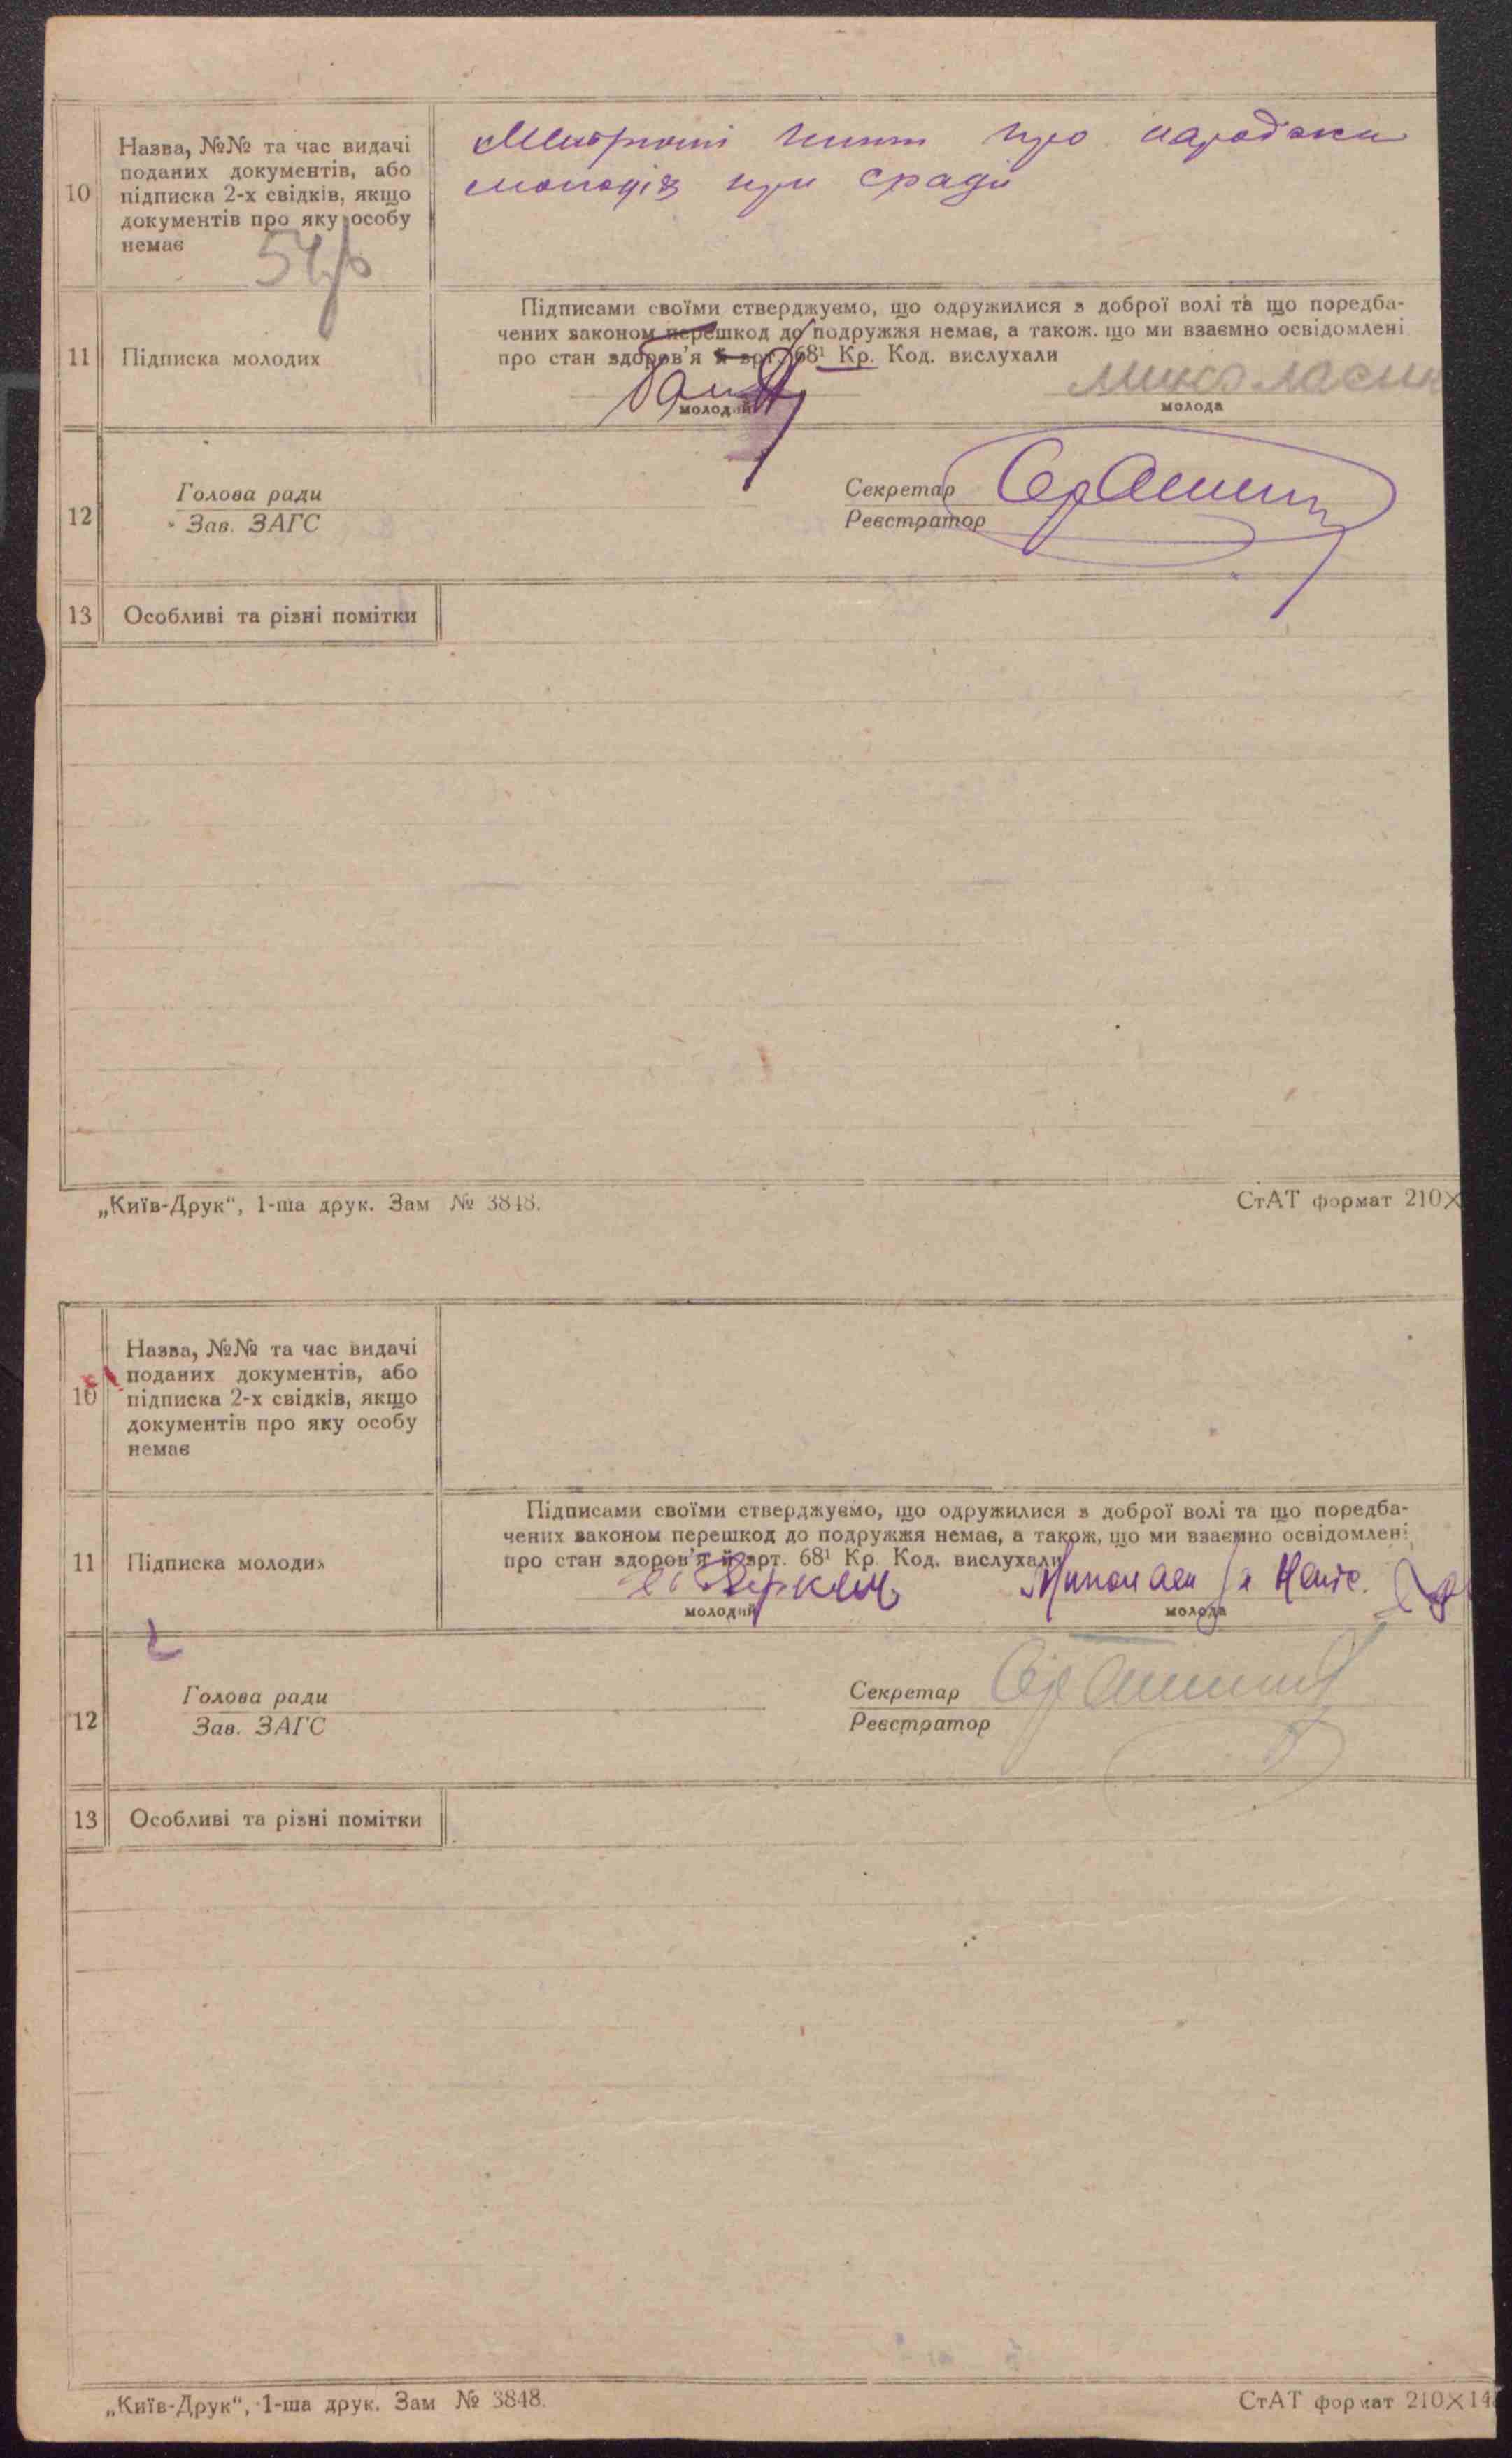 10
Назва, №№ та час видачі
поданих документів, або
підписка 2-х свідків, якщо
документів про яку особу
немає
54
про народження
молодів при сраді
11
Підписка молодих
Підписами своїми стверджуємо, що одружилися з доброї волі та що поредба-
чених законом перешкод до подружжя немає, а також. що ми взаємно освідомлені
про стан здоров'я й арт. 68¹ Кр. Код. вислухали
молодий
молода
12
Голова ради
Зав. ЗАГС
Секретар
Реєстратор
13
Особливі та різні помітки
„Київ-Друк“, 1-ша друк. Зам № 3848.
СтАТ формат 210×
10
Назва, №№ та час видачі
поданих документів, або
підписка 2-х свідків, якщо
документів про яку особу
немає
11
Підписка молодих
Підписами своїми стверджуємо, що одружилися з доброї волі та що поредба-
чених законом перешкод до подружжя немає, а також, що ми взаємно освідомлені
про стан здоров'я й арт. 68¹ Кр. Код. вислухали
молодий
молода
12
Голова ради
Зав. ЗАГС
Секретар
Реєстратор
13
Особливі та різні помітки
„Київ-Друк“, 1-ша друк. Зам № 3848.
СтАТ формат 210×14